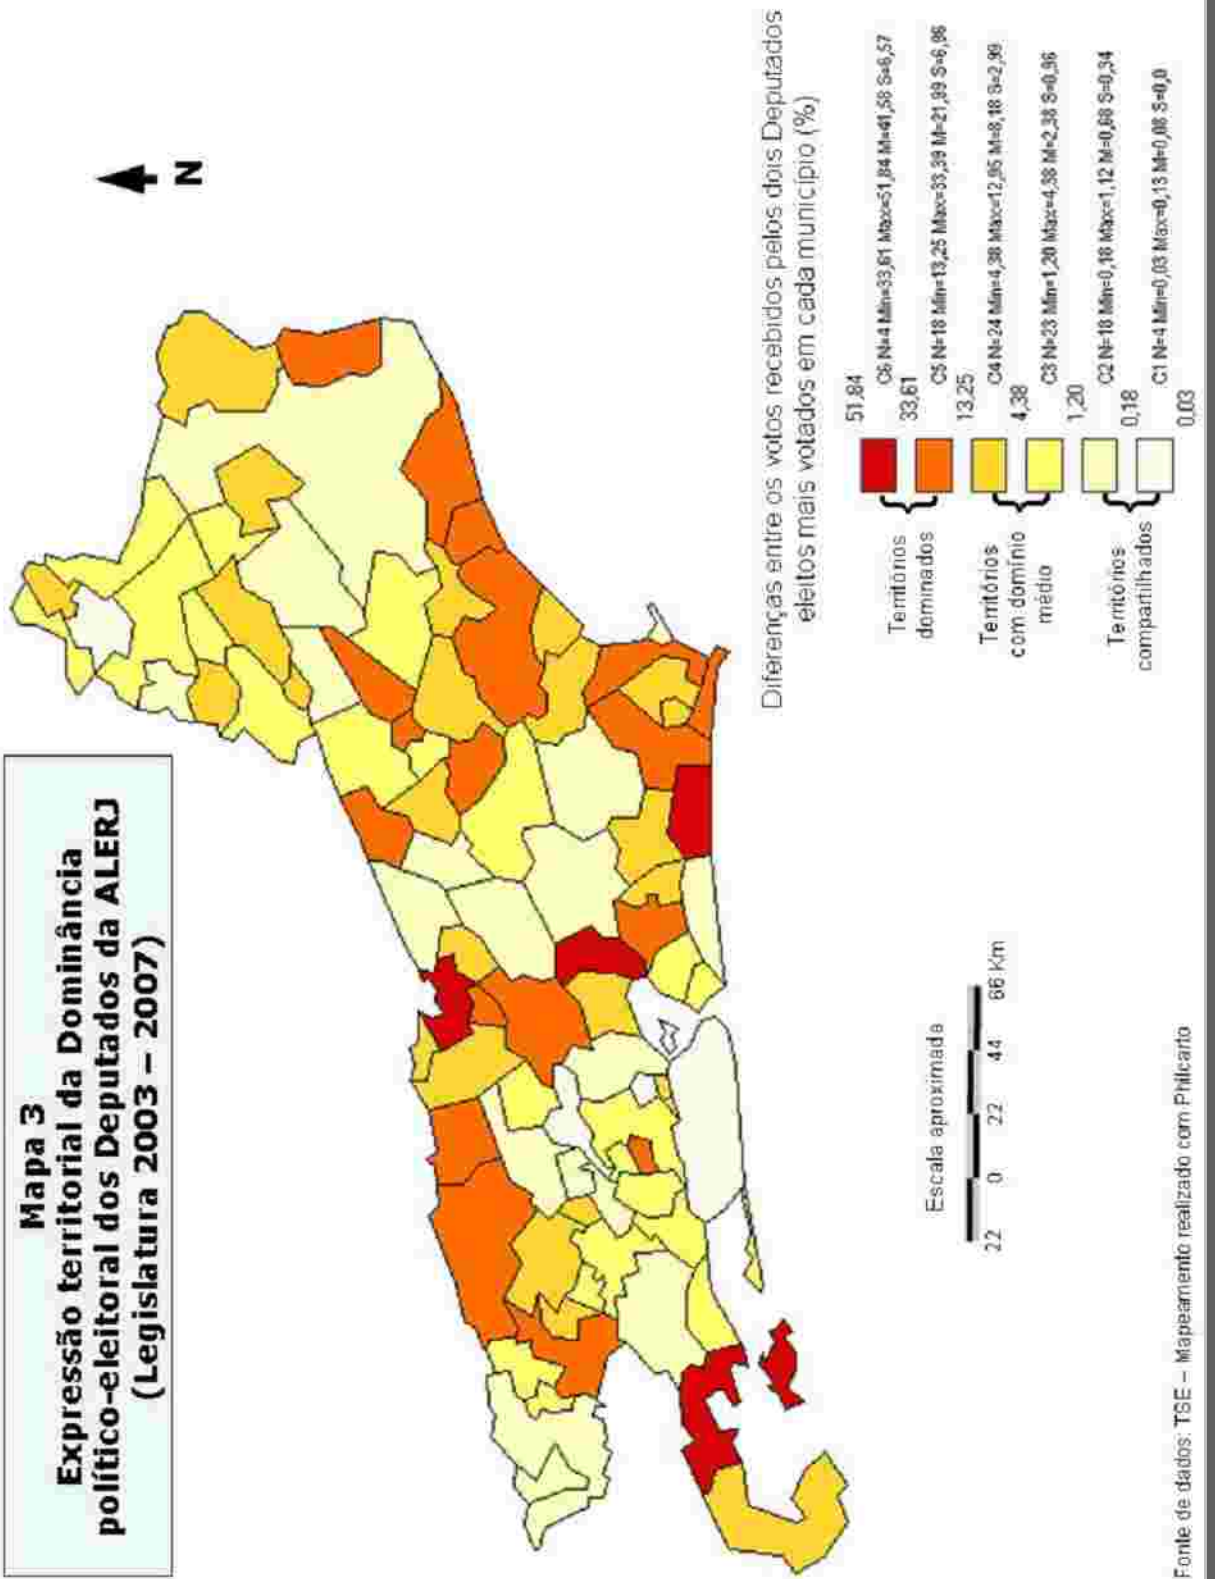 Mapa 3
Expressão territorial da Dominância
político-eleitoral dos Deputados da ALERJ
(Legislatura 2003 – 2007)
N
Diferenças entre os votos recebidos pelos dois Deputados
eleitos mais votados em cada município (%)
51,84
C6 N=4 Min=33,61 Max=51,84 M=41,58 S=6,57
33,61
Territórios
dominados
C5 N=18 Min=13,25 Max=33,39 M=21,99 S=6,96
13,25
C4 N=24 Min=4,38 Max=12,95 M=8,18 S=2,99
4,38
Territórios
com domínio
médio
C3 N=23 Min=1,20 Max=4,38 M=2,38 S=0,96
1,20
C2 N=18 Min=0,18 Max=1,12 M=0,68 S=0,34
0,18
Territórios
compartilhados
C1 N=4 Min=0,03 Max=0,13 M=0,08 S=0,0
0,03
Escala aproximada
22 0 22 44 66 Km
Fonte de dados: TSE – Mapeamento realizado com Philcarto